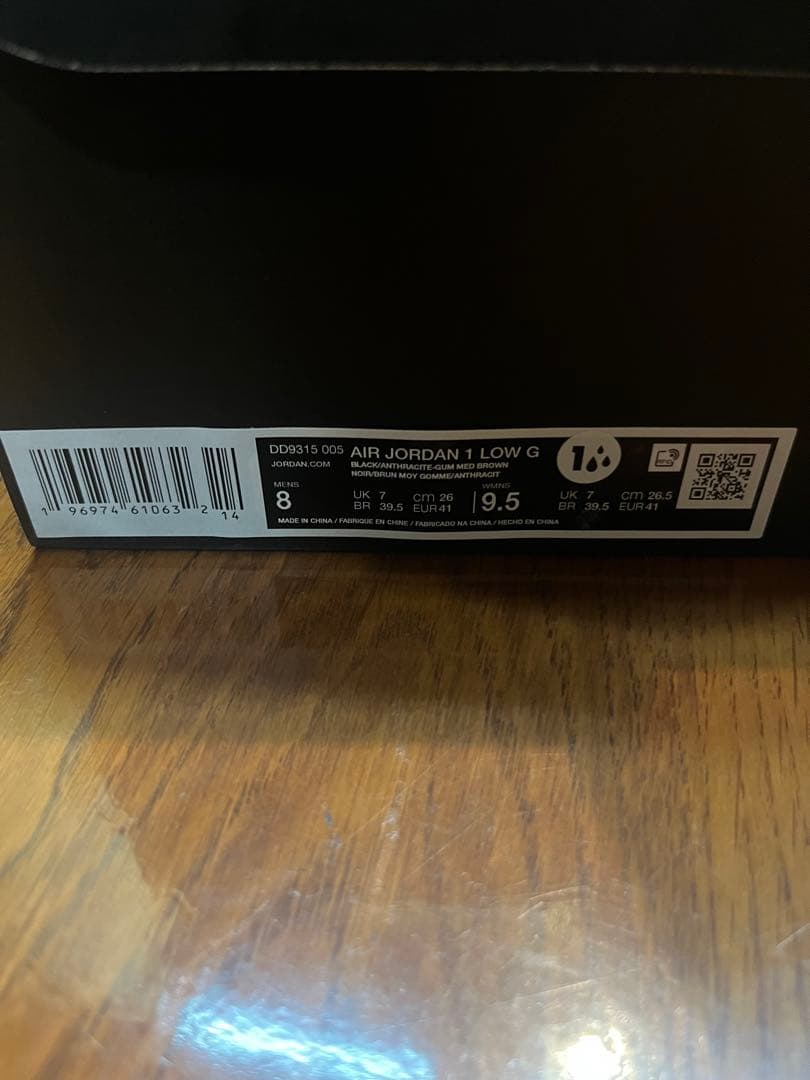 DD9315 005 AIR JORDAN 1 LOW G
JORDAN.COM
BLACK/ANTHRACITE-GUM MED BROWN
NOIR/BRUN MOY GOMME/ANTHRACIT
MENS
8
UK 7 cm 26
BR 39.5 EUR 41
WMNS
9.5
UK 7 cm 26.5
BR 39.5 EUR 41
MADE IN CHINA / FABRIQUE EN CHINE / FABRICADO NA CHINA / HECHO EN CHINA
1 96974 61063 2 14
1